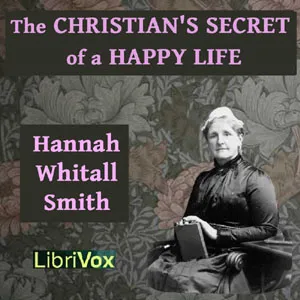 The CHRISTIAN'S SECRET
of a HAPPY LIFE
Hannah
Whitall
Smith
LibriVox